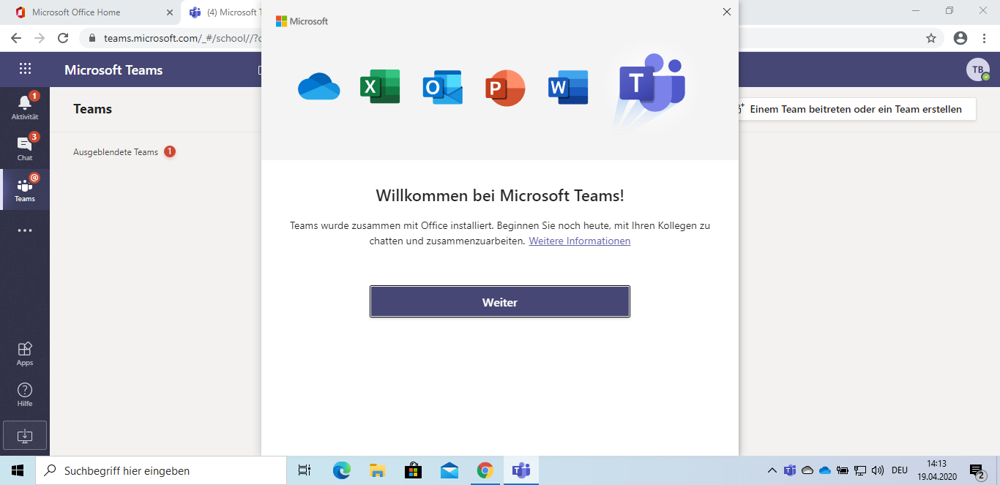 Microsoft Office Home
(4) Microsoft T
teams.microsoft.com/_#/school//?c
Microsoft
X
O
P
W
T
Microsoft Teams
TB
Teams
Einem Team beitreten oder ein Team erstellen
1
Aktivität
Ausgeblendete Teams 1
3
Chat
@
Teams
Willkommen bei Microsoft Teams!
Teams wurde zusammen mit Office installiert. Beginnen Sie noch heute, mit Ihren Kollegen zu
chatten und zusammenzuarbeiten. Weitere Informationen
Weiter
Apps
?
Hilfe
Suchbegriff hier eingeben
DEU
14:13
19.04.2020
2